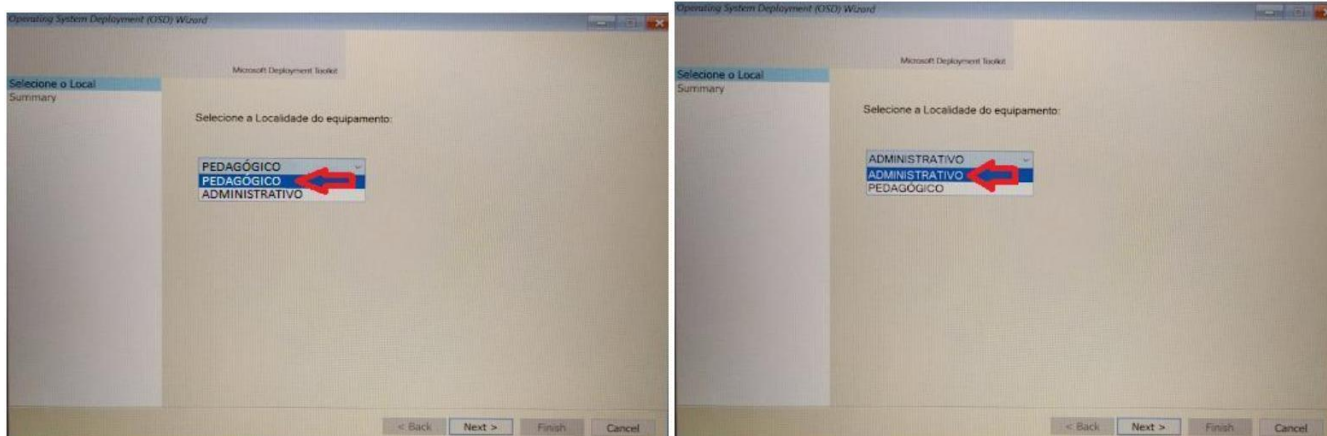 Operating System Deployment (OSD) Wizard
Microsoft Deployment Toolkit
Selecione o Local
Summary
Selecione a Localidade do equipamento:
PEDAGÓGICO
PEDAGÓGICO
ADMINISTRATIVO
< Back Next > Finish Cancel
Operating System Deployment (OSD) Wizard
Microsoft Deployment Toolkit
Selecione o Local
Summary
Selecione a Localidade do equipamento:
ADMINISTRATIVO
ADMINISTRATIVO
PEDAGÓGICO
< Back Next > Finish Cancel